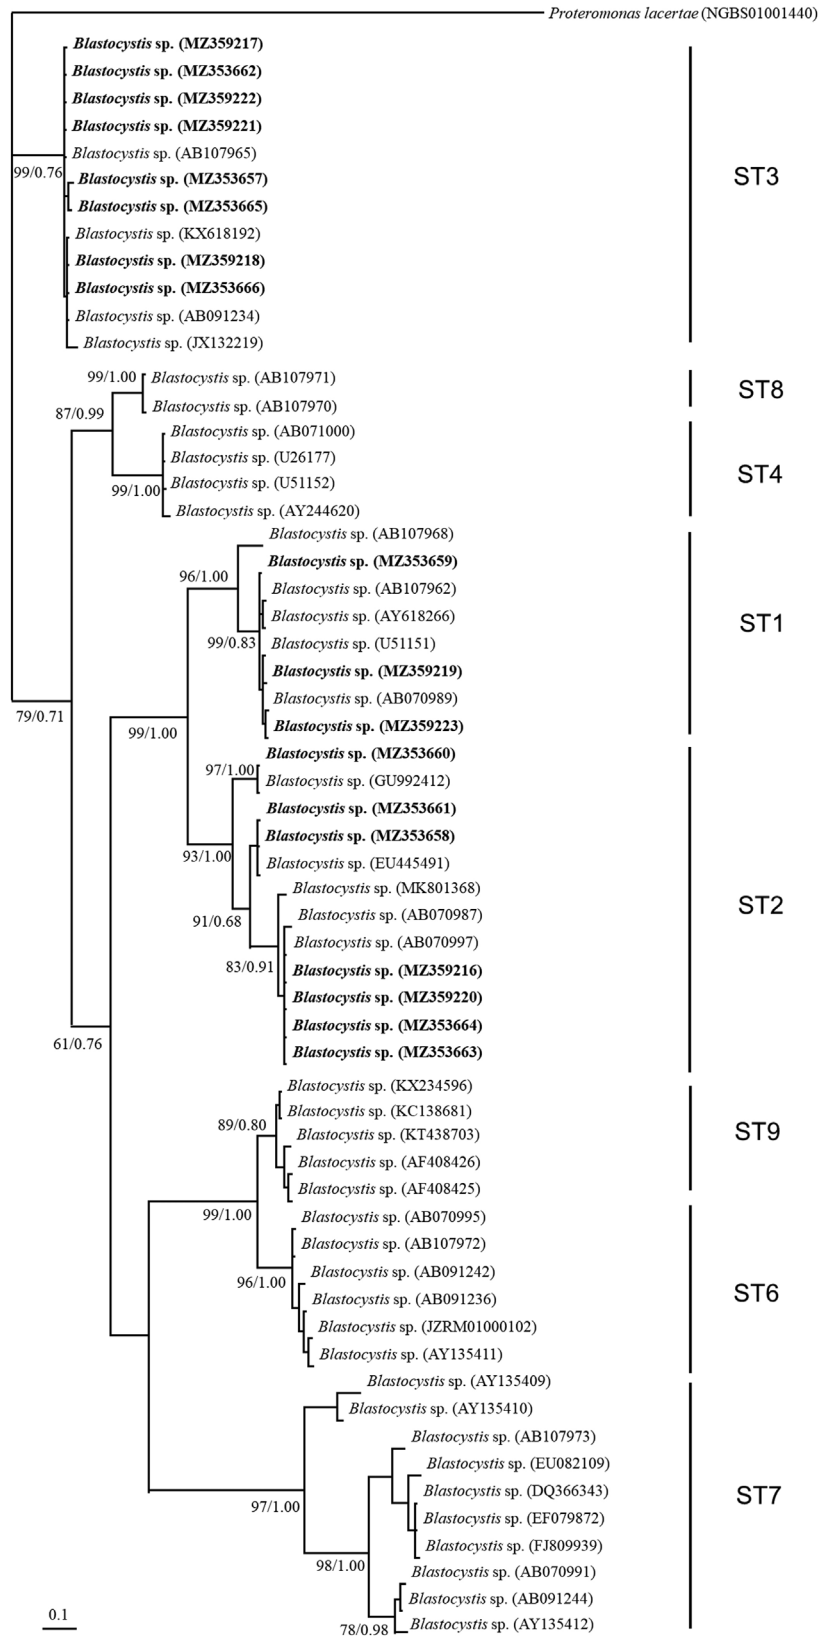 Proteromonas lacertae (NGBS01001440)
Blastocystis sp. (MZ359217)
Blastocystis sp. (MZ353662)
Blastocystis sp. (MZ359222)
Blastocystis sp. (MZ359221)
Blastocystis sp. (AB107965)
99/0.76
Blastocystis sp. (MZ353657)
ST3
Blastocystis sp. (MZ353665)
Blastocystis sp. (KX618192)
Blastocystis sp. (MZ359218)
Blastocystis sp. (MZ353666)
Blastocystis sp. (AB091234)
Blastocystis sp. (JX132219)
99/1.00
Blastocystis sp. (AB107971)
ST8
Blastocystis sp. (AB107970)
87/0.99
Blastocystis sp. (AB071000)
Blastocystis sp. (U26177)
ST4
Blastocystis sp. (U51152)
99/1.00
Blastocystis sp. (AY244620)
Blastocystis sp. (AB107968)
Blastocystis sp. (MZ353659)
96/1.00
Blastocystis sp. (AB107962)
Blastocystis sp. (AY618266)
ST1
99/0.83
Blastocystis sp. (U51151)
Blastocystis sp. (MZ359219)
Blastocystis sp. (AB070989)
79/0.71
Blastocystis sp. (MZ359223)
99/1.00
Blastocystis sp. (MZ353660)
97/1.00
Blastocystis sp. (GU992412)
Blastocystis sp. (MZ353661)
Blastocystis sp. (MZ353658)
93/1.00
Blastocystis sp. (EU445491)
Blastocystis sp. (MK801368)
ST2
91/0.68
Blastocystis sp. (AB070987)
Blastocystis sp. (AB070997)
83/0.91
Blastocystis sp. (MZ359216)
Blastocystis sp. (MZ359220)
Blastocystis sp. (MZ353664)
61/0.76
Blastocystis sp. (MZ353663)
Blastocystis sp. (KX234596)
Blastocystis sp. (KC138681)
89/0.80
Blastocystis sp. (KT438703)
ST9
Blastocystis sp. (AF408426)
Blastocystis sp. (AF408425)
99/1.00
Blastocystis sp. (AB070995)
Blastocystis sp. (AB107972)
Blastocystis sp. (AB091242)
96/1.00
ST6
Blastocystis sp. (AB091236)
Blastocystis sp. (JZRM01000102)
Blastocystis sp. (AY135411)
Blastocystis sp. (AY135409)
Blastocystis sp. (AY135410)
Blastocystis sp. (AB107973)
Blastocystis sp. (EU082109)
Blastocystis sp. (DQ366343)
ST7
97/1.00
Blastocystis sp. (EF079872)
Blastocystis sp. (FJ809939)
98/1.00
Blastocystis sp. (AB070991)
Blastocystis sp. (AB091244)
0.1
Blastocystis sp. (AY135412)
78/0.98